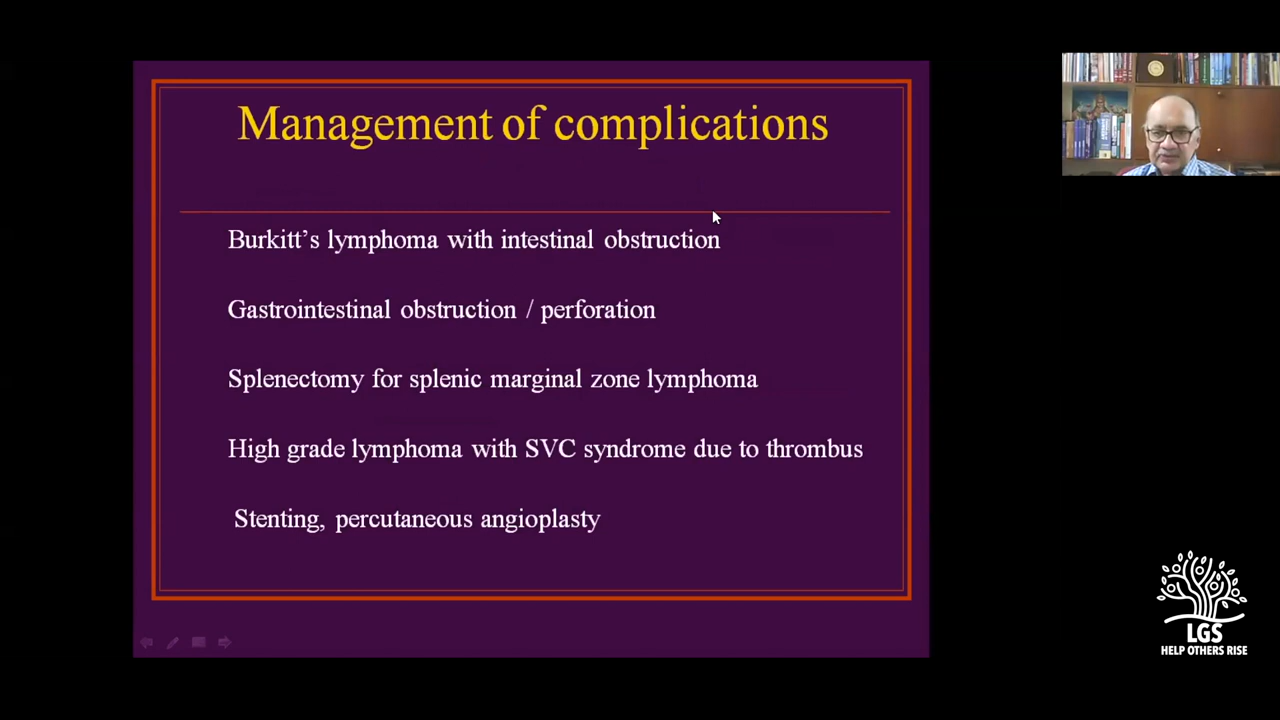 Management of complications
Burkitt’s lymphoma with intestinal obstruction
Gastrointestinal obstruction / perforation
Splenectomy for splenic marginal zone lymphoma
High grade lymphoma with SVC syndrome due to thrombus
Stenting, percutaneous angioplasty
LGS
HELP OTHERS RISE